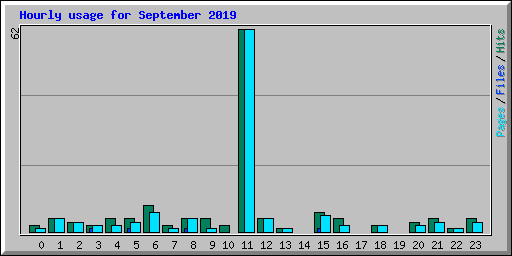 Hourly usage for September 2019
62
Pages/Files/Hits
0 1 2 3 4 5 6 7 8 9 10 11 12 13 14 15 16 17 18 19 20 21 22 23